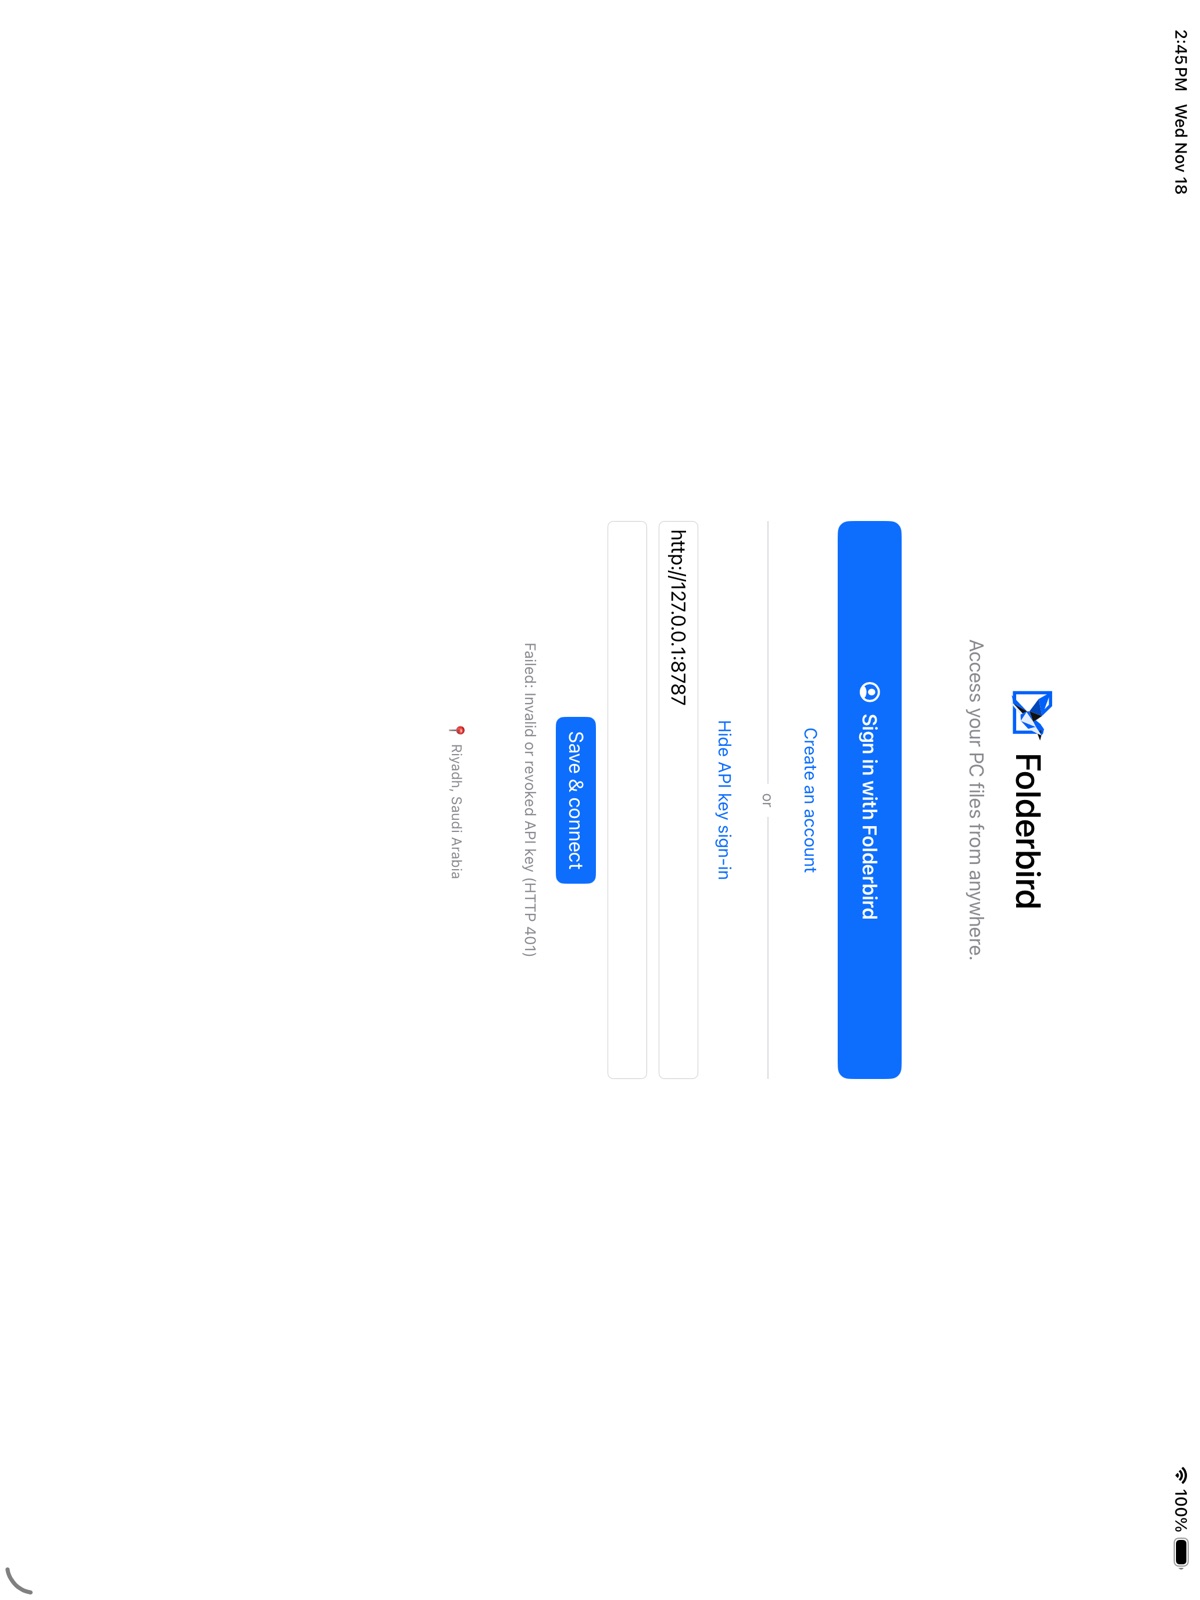 2:45 PM Wed Nov 18
100%
Folderbird
Access your PC files from anywhere.
Sign in with Folderbird
Create an account
or
Hide API key sign-in
http://127.0.0.1:8787
Save & connect
Failed: Invalid or revoked API key (HTTP 401)
📍 Riyadh, Saudi Arabia